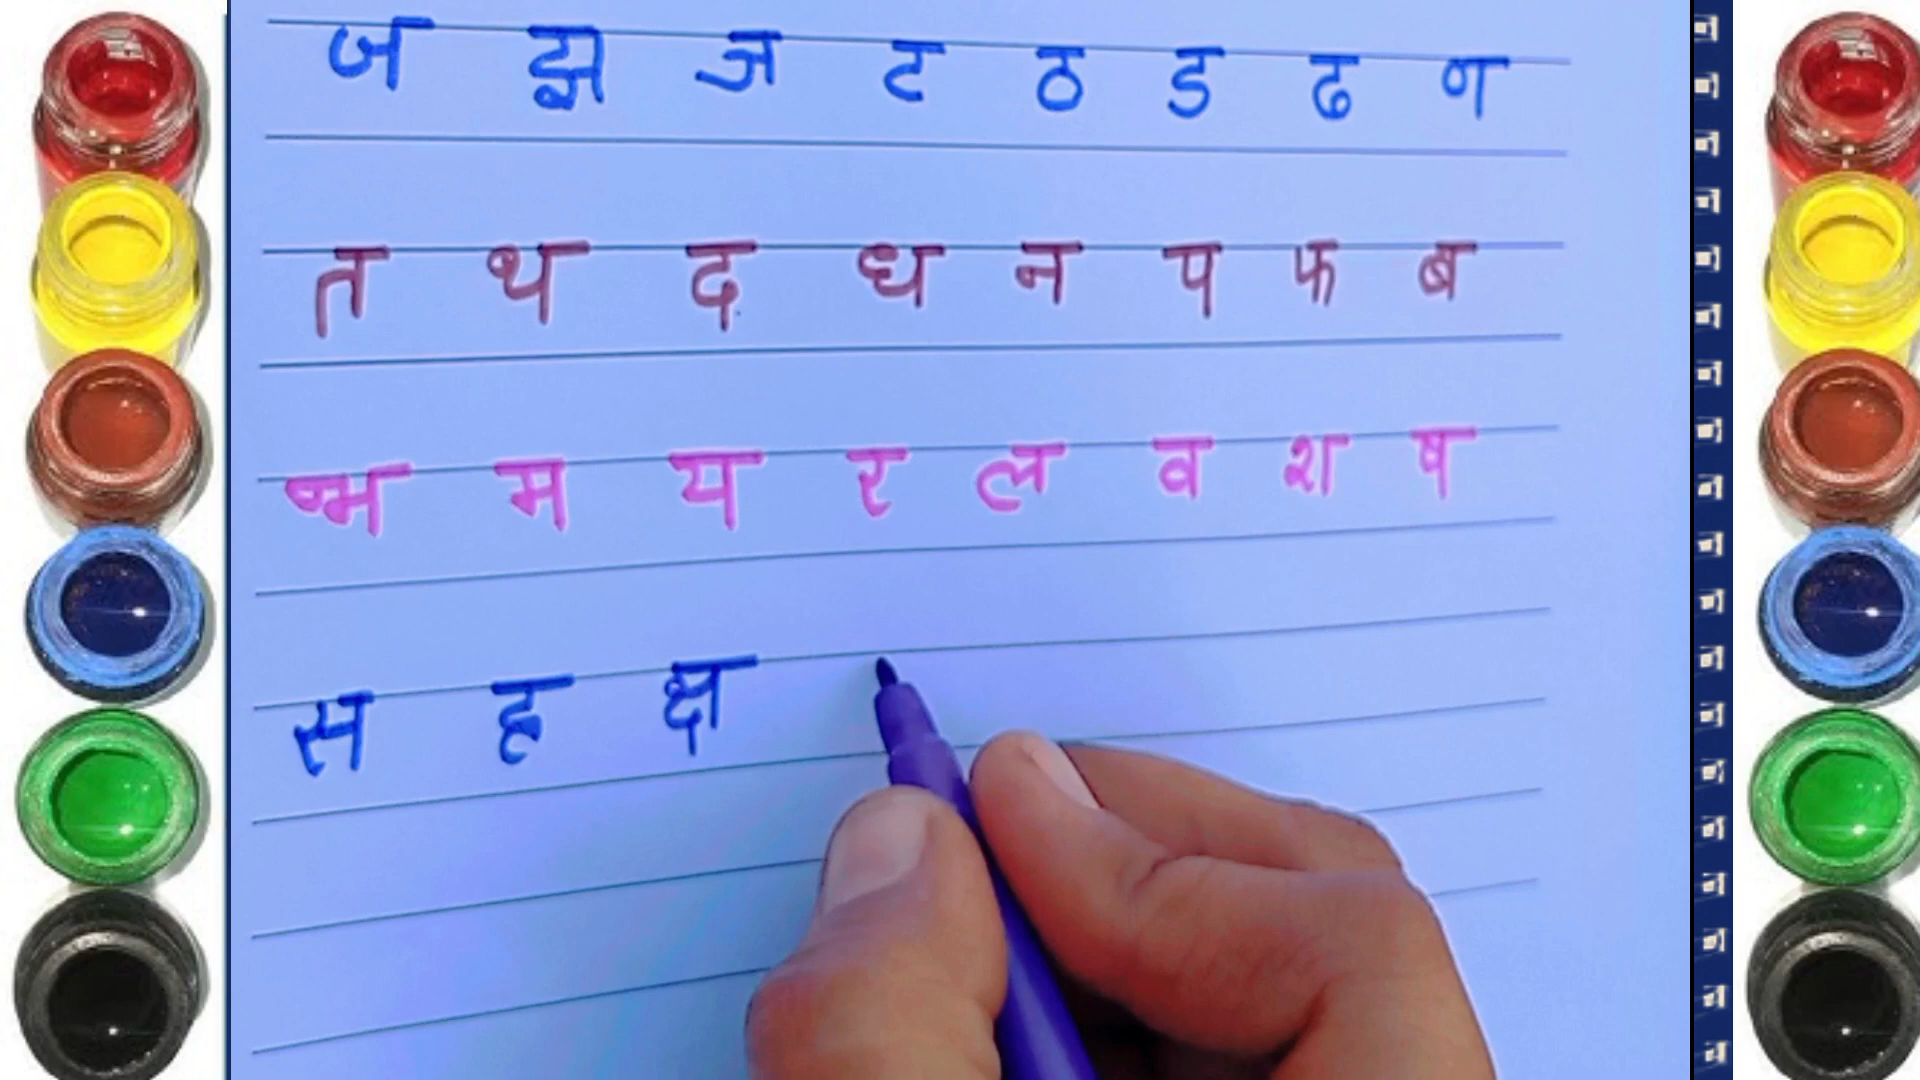 ज झ ञ ट ठ ड ढ ण
त थ द ध न प फ ब
भ म य र ल व श ष
स ह क्ष